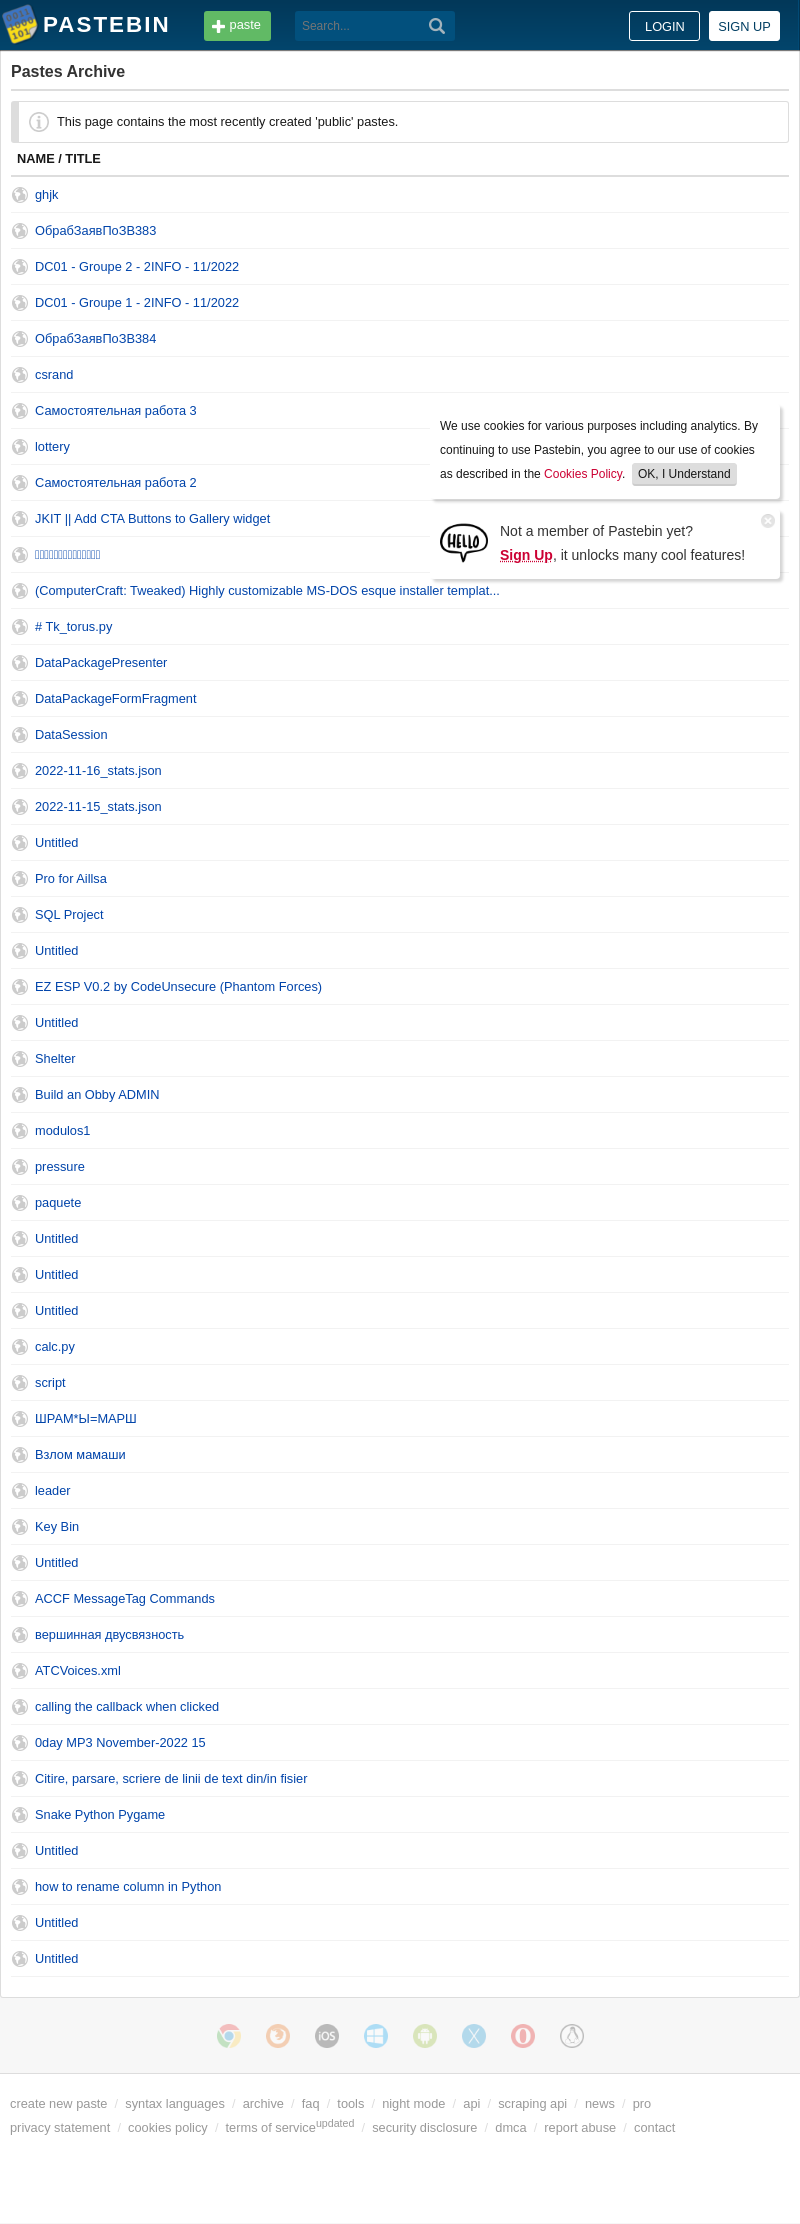 PASTEBIN
paste
Search...
LOGIN
SIGN UP
Pastes Archive
This page contains the most recently created 'public' pastes.
NAME / TITLE
ghjk
ОбрабЗаявПоЗВ383
DC01 - Groupe 2 - 2INFO - 11/2022
DC01 - Groupe 1 - 2INFO - 11/2022
ОбрабЗаявПоЗВ384
csrand
Самостоятельная работа 3
lottery
Самостоятельная работа 2
JKIT || Add CTA Buttons to Gallery widget
(ComputerCraft: Tweaked) Highly customizable MS-DOS esque installer templat...
# Tk_torus.py
DataPackagePresenter
DataPackageFormFragment
DataSession
2022-11-16_stats.json
2022-11-15_stats.json
Untitled
Pro for Aillsa
SQL Project
Untitled
EZ ESP V0.2 by CodeUnsecure (Phantom Forces)
Untitled
Shelter
Build an Obby ADMIN
modulos1
pressure
paquete
Untitled
Untitled
Untitled
calc.py
script
ШРАМ*Ы=МАРШ
Взлом мамаши
leader
Key Bin
Untitled
ACCF MessageTag Commands
вершинная двусвязность
ATCVoices.xml
calling the callback when clicked
0day MP3 November-2022 15
Citire, parsare, scriere de linii de text din/in fisier
Snake Python Pygame
Untitled
how to rename column in Python
Untitled
Untitled
We use cookies for various purposes including analytics. By
continuing to use Pastebin, you agree to our use of cookies
as described in the Cookies Policy. OK, I Understand
HELLO
Not a member of Pastebin yet?
Sign Up, it unlocks many cool features!
iOS
create new paste / syntax languages / archive / faq / tools / night mode / api / scraping api / news / pro
privacy statement / cookies policy / terms of serviceupdated / security disclosure / dmca / report abuse / contact